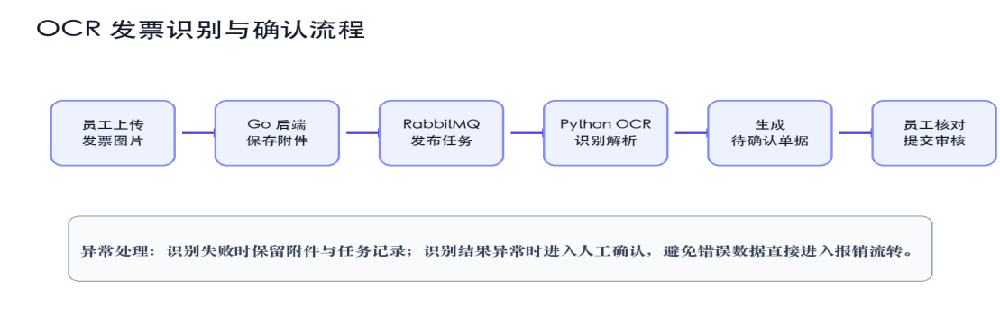 OCR 发票识别与确认流程
员工上传
发票图片
Go 后端
保存附件
RabbitMQ
发布任务
Python OCR
识别解析
生成
待确认单据
员工核对
提交审核
异常处理：识别失败时保留附件与任务记录；识别结果异常时进入人工确认，避免错误数据直接进入报销流转。